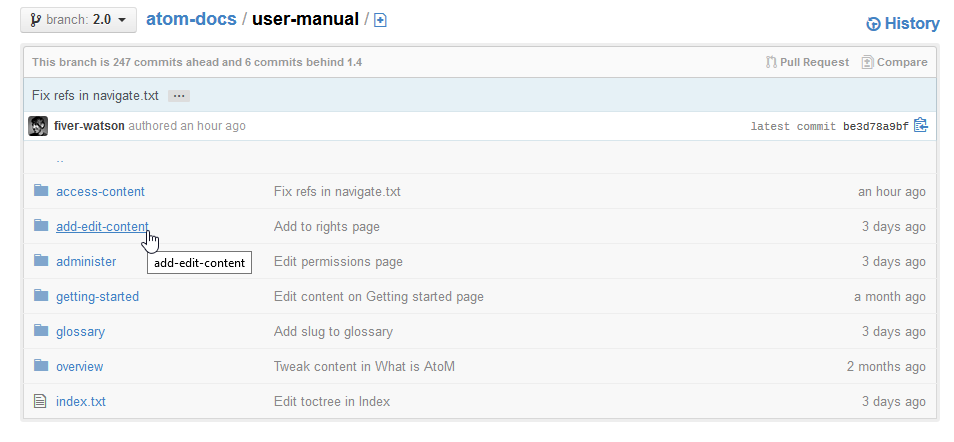 branch: 2.0 atom-docs / user-manual / History
This branch is 247 commits ahead and 6 commits behind 1.4 Pull Request Compare
Fix refs in navigate.txt ...
fiver-watson authored an hour ago latest commit be3d78a9bf
..
access-content Fix refs in navigate.txt an hour ago
add-edit-content Add to rights page 3 days ago
add-edit-content
administer Edit permissions page 3 days ago
getting-started Edit content on Getting started page a month ago
glossary Add slug to glossary 3 days ago
overview Tweak content in What is AtoM 2 months ago
index.txt Edit toctree in Index 3 days ago